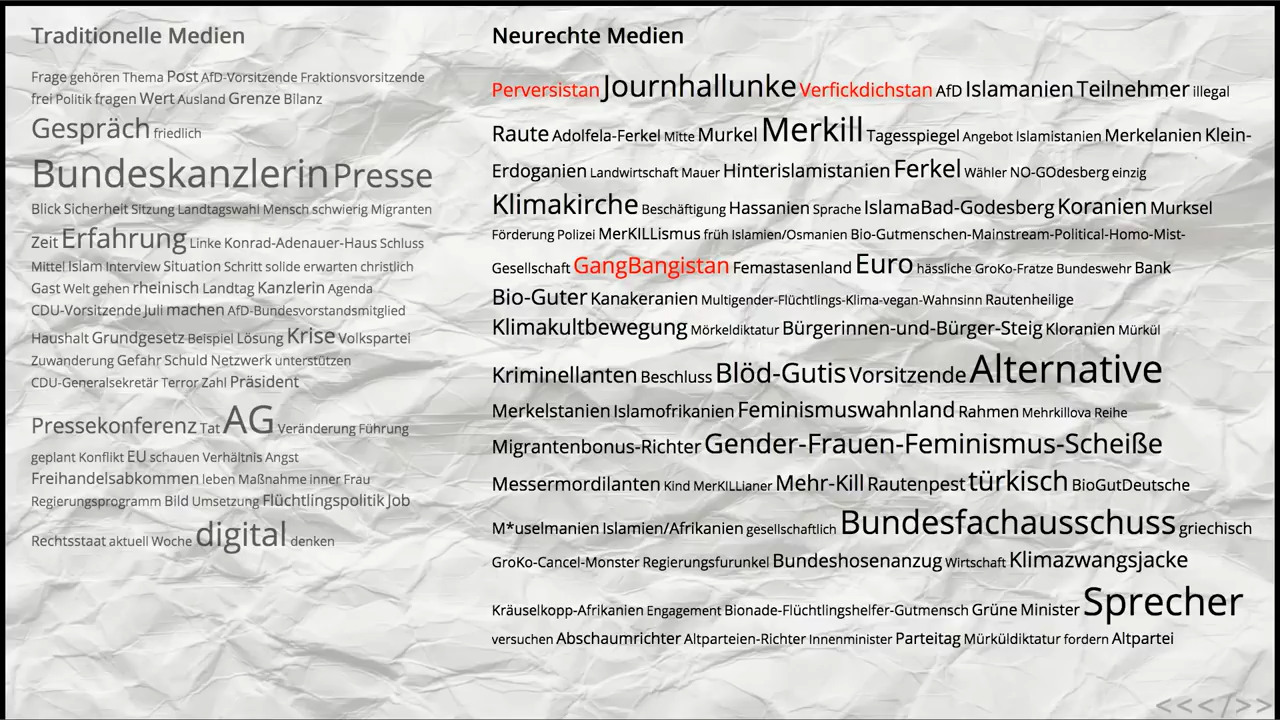 Traditionelle Medien
Frage gehören Thema Post AfD-Vorsitzende Fraktionsvorsitzende
frei Politik fragen Wert Ausland Grenze Bilanz
Gespräch friedlich
Bundeskanzlerin Presse
Blick Sicherheit Sitzung Landtagswahl Mensch schwierig Migranten
Zeit Erfahrung Linke Konrad-Adenauer-Haus Schluss
Mittel Islam Interview Situation Schritt solide erwarten christlich
Gast Welt gehen rheinisch Landtag Kanzlerin Agenda
CDU-Vorsitzende Juli machen AfD-Bundesvorstandsmitglied
Haushalt Grundgesetz Beispiel Lösung Krise Volkspartei
Zuwanderung Gefahr Schuld Netzwerk unterstützen
CDU-Generalsekretär Terror Zahl Präsident
Pressekonferenz Tat AG Veränderung Führung
geplant Konflikt EU schauen Verhältnis Angst
Freihandelsabkommen leben Maßnahme inner Frau
Regierungsprogramm Bild Umsetzung Flüchtlingspolitik Job
Rechtsstaat aktuell Woche digital denken
Neurechte Medien
Perversistan Journhallunke Verfickdichstan AfD Islamanien Teilnehmer illegal
Raute Adolfela-Ferkel Mitte Murkel Merkill Tagesspiegel Angebot Islamistanien Merkelanien Klein-
Erdoganien Landwirtschaft Mauer Hinterislamistanien Ferkel Wähler NO-GOdesberg einzig
Klimakirche Beschäftigung Hassanien Sprache IslamaBad-Godesberg Koranien Murksel
Förderung Polizei MerKILLismus früh Islamien/Osmanien Bio-Gutmenschen-Mainstream-Political-Homo-Mist-
Gesellschaft GangBangistan Femastasenland Euro hässliche GroKo-Fratze Bundeswehr Bank
Bio-Guter Kanakeranien Multigender-Flüchtlings-Klima-vegan-Wahnsinn Rautenheilige
Klimakultbewegung Mörkeldiktatur Bürgerinnen-und-Bürger-Steig Kloranien Mürkül
Kriminellanten Beschluss Blöd-Gutis Vorsitzende Alternative
Merkelstanien Islamofrikanien Feminismuswahnland Rahmen Mehrkillova Reihe
Migrantenbonus-Richter Gender-Frauen-Feminismus-Scheiße
Messermordilanten Kind MerKILLianer Mehr-Kill Rautenpest türkisch BioGutDeutsche
M*uselmanien Islamien/Afrikanien gesellschaftlich Bundesfachausschuss griechisch
GroKo-Cancel-Monster Regierungsfurunkel Bundeshosenanzug Wirtschaft Klimazwangsjacke
Kräuselkopp-Afrikanien Engagement Bionade-Flüchtlingshelfer-Gutmensch Grüne Minister Sprecher
versuchen Abschaumrichter Altparteien-Richter Innenminister Parteitag Mürküldiktatur fordern Altpartei
<<</>>